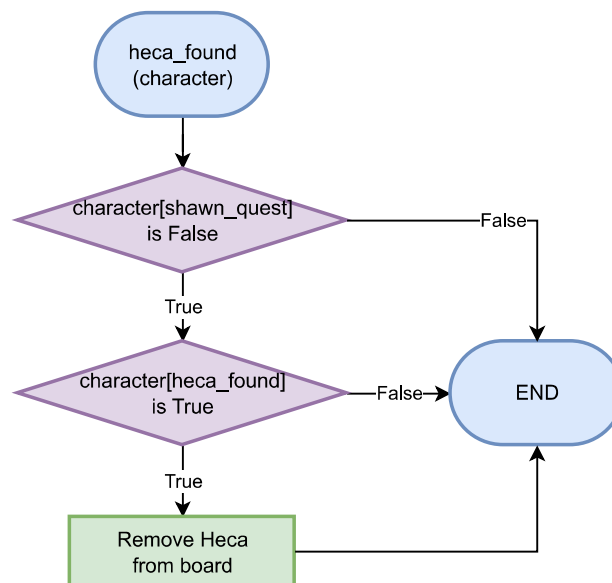 heca_found
(character)
character[shawn_quest]
is False
False
True
character[heca_found]
is True
False
END
True
Remove Heca
from board